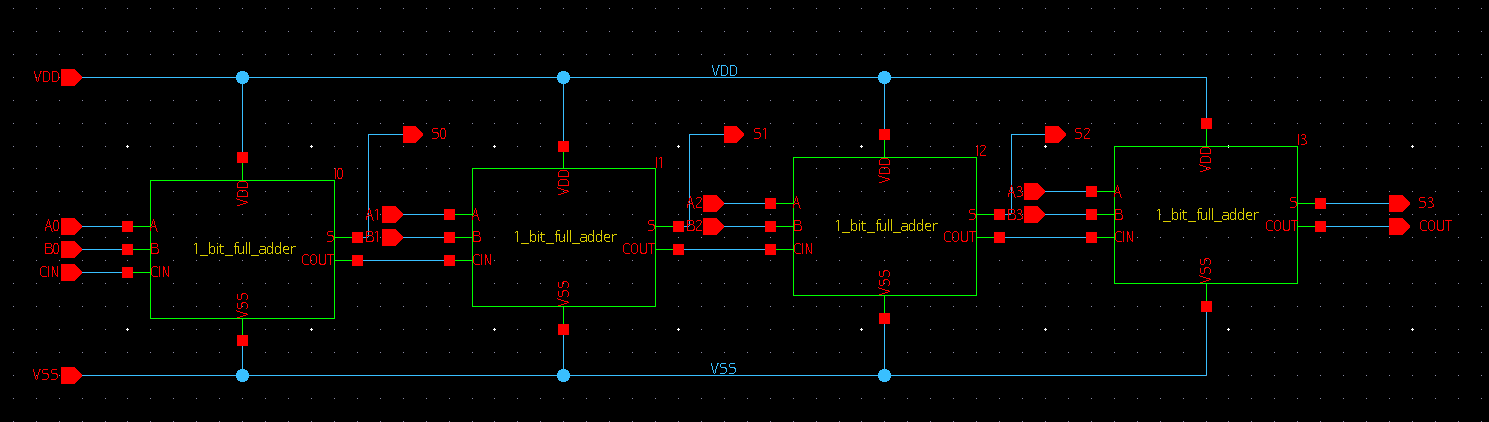 VDD
VDD
S0
S1
S2
I0
I1
I2
I3
VDD
VDD
VDD
VDD
A0
A
B0
B
CIN
CIN
1_bit_full_adder
S
COUT
VSS
A1
A
B1
B
CIN
1_bit_full_adder
S
COUT
VSS
A2
A
B2
B
CIN
1_bit_full_adder
S
COUT
VSS
A3
A
B3
B
CIN
1_bit_full_adder
S
S3
COUT
COUT
VSS
VSS
VSS